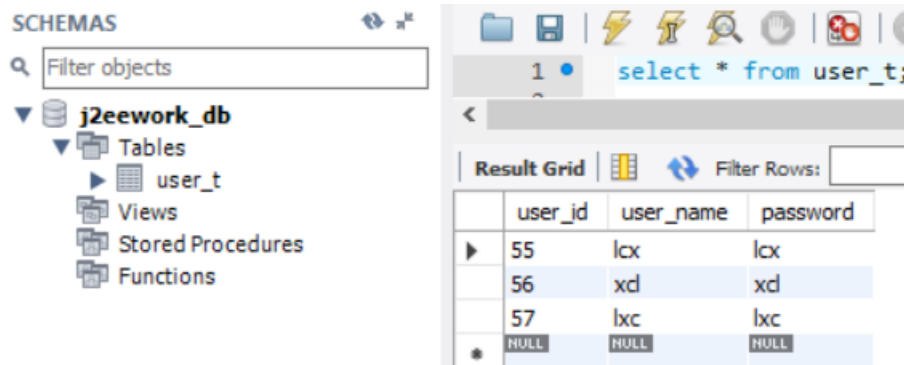 SCHEMAS
Filter objects
j2eework_db
Tables
user_t
Views
Stored Procedures
Functions
1 select * from user_t;
Result Grid Filter Rows:
user_id user_name password
55 lcx lcx
56 xcl xcl
57 lxc lxc
NULL NULL NULL